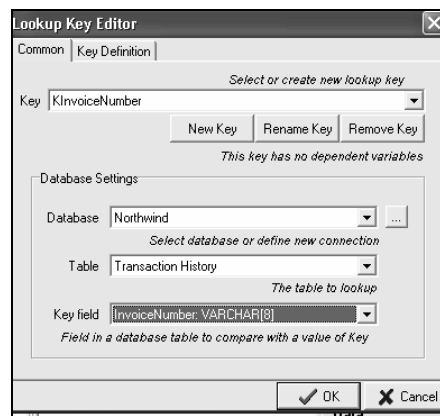 Lookup Key Editor
Common Key Definition
Select or create new lookup key
Key KInvoiceNumber
New Key Rename Key Remove Key
This key has no dependent variables
Database Settings
Database Northwind ...
Select database or define new connection
Table Transaction History
The table to lookup
Key field InvoiceNumber: VARCHAR[8]
Field in a database table to compare with a value of Key
OK Cancel